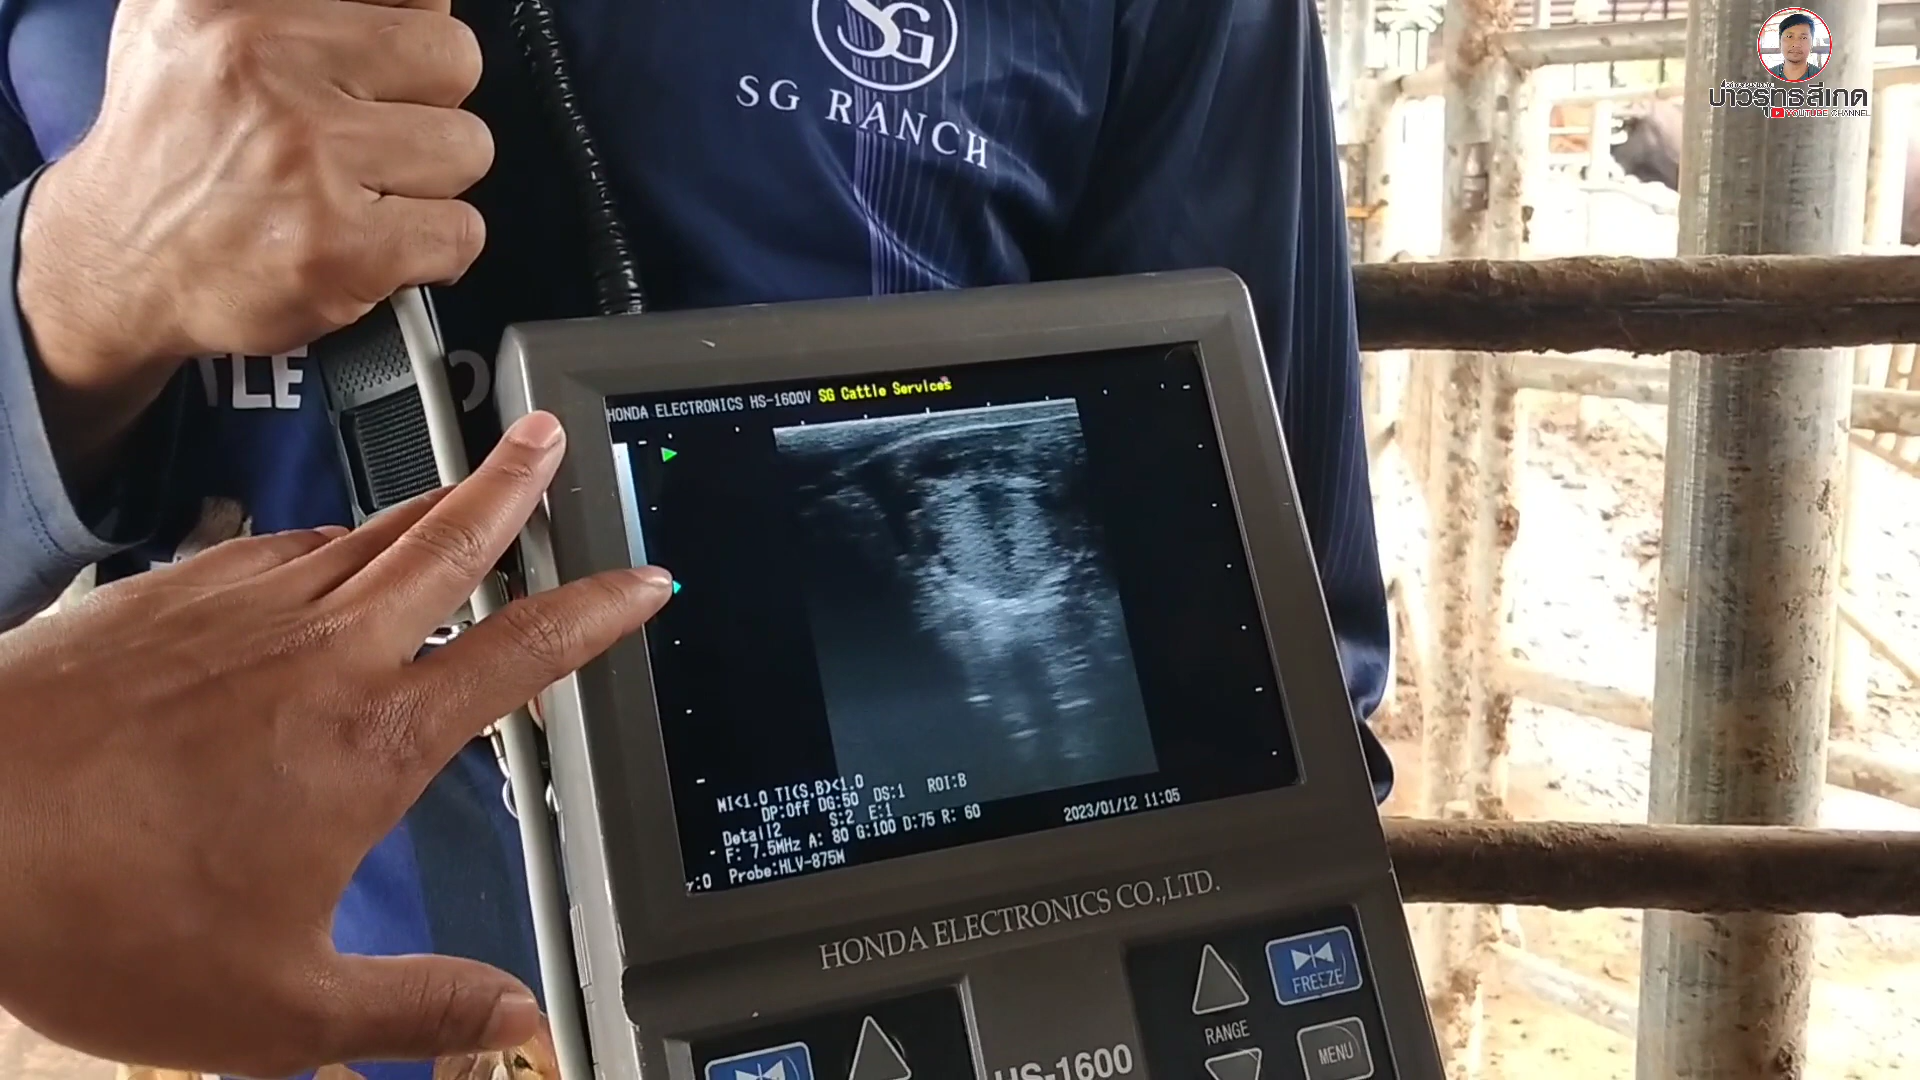 SG
SG RANCH
บ่าวรุทธสีเกด
YOUTUBE CHANNEL
TLE
HONDA ELECTRONICS HS-1600V SG Cattle Services
MI<1.0 TI(S,B)<1.0
DP:Off DG:50 DS:1 ROI:B
Detail2 S:2 E:1
F: 7.5MHz A: 80 G:100 D:75 R: 60
2023/01/12 11:05
Probe:HLV-875M
HONDA ELECTRONICS CO.,LTD.
FREEZE
RANGE
MENU
HS-1600